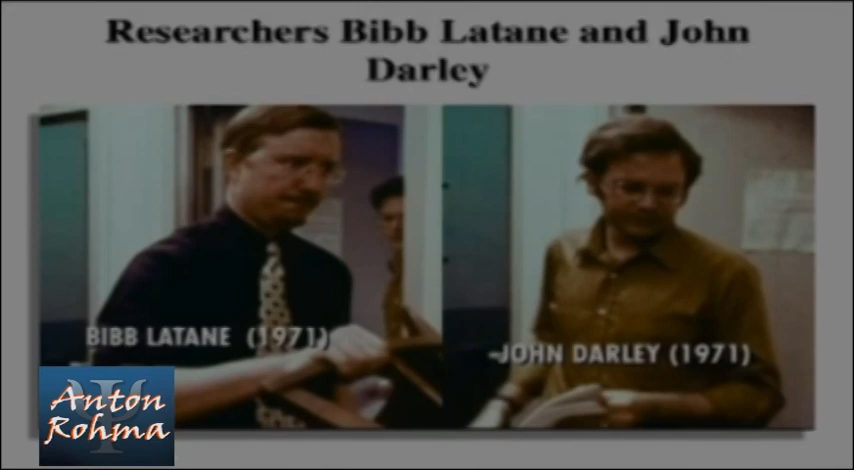 Researchers Bibb Latane and John
Darley
BIBB LATANE (1971)
-JOHN DARLEY (1971)
Anton
Rohma